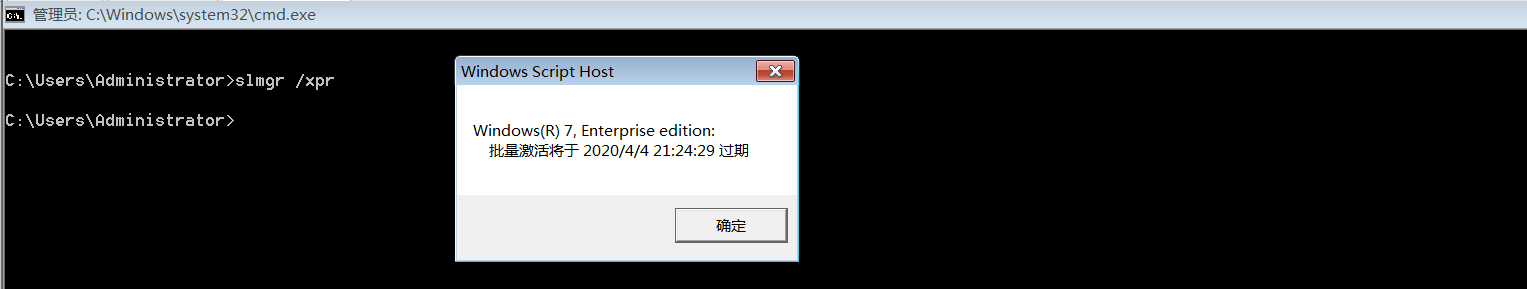 管理员: C:\Windows\system32\cmd.exe
C:\Users\Administrator>slmgr /xpr
C:\Users\Administrator>
Windows Script Host
Windows(R) 7, Enterprise edition:
批量激活将于 2020/4/4 21:24:29 过期
确定